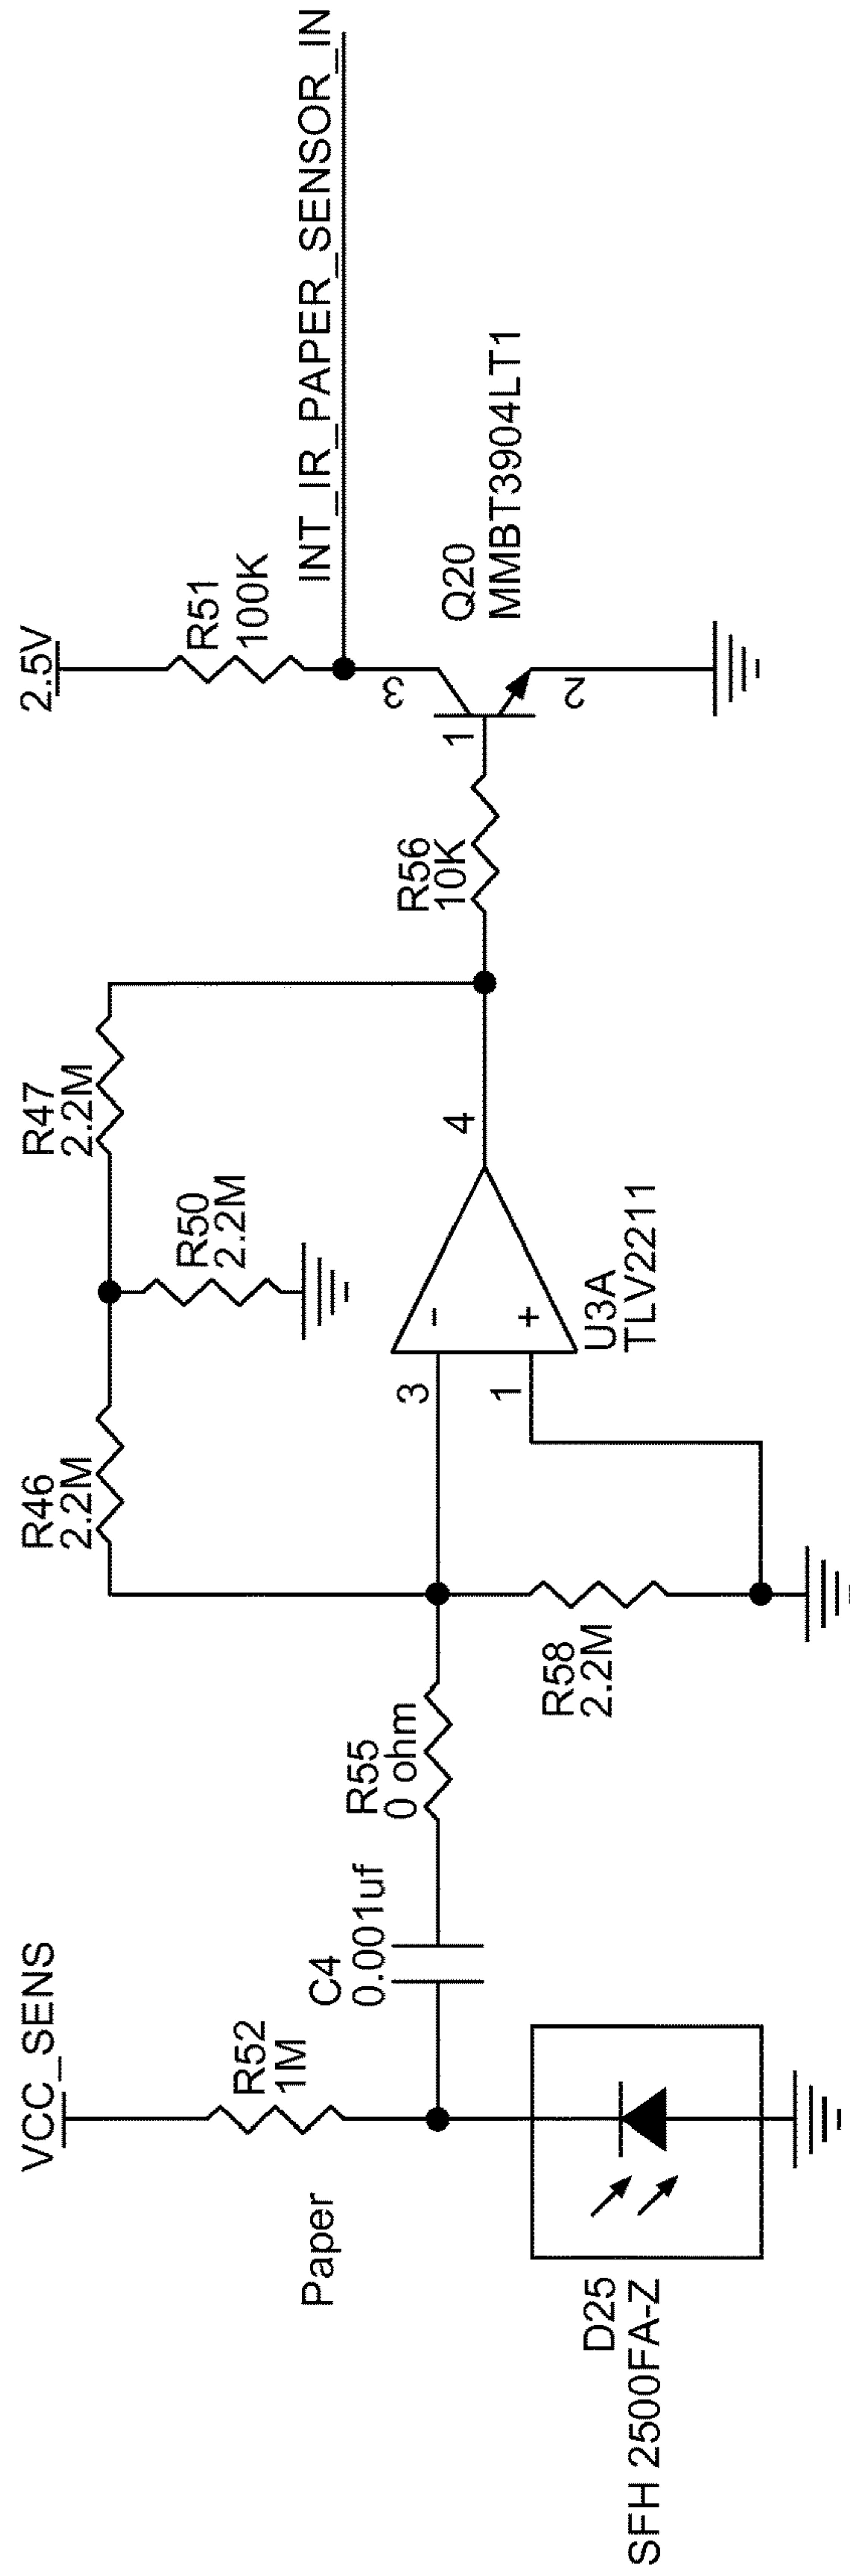 VCC_SENS
R52
1M
Paper
D25
SFH 2500FA-Z
C4
0.001uf
R55
0 ohm
R58
2.2M
R46
2.2M
R50
2.2M
R47
2.2M
3
-
1
+
4
U3A
TLV2211
R56
10K
2.5V
R51
100K
INT_IR_PAPER_SENSOR_IN
3
1
2
Q20
MMBT3904LT1